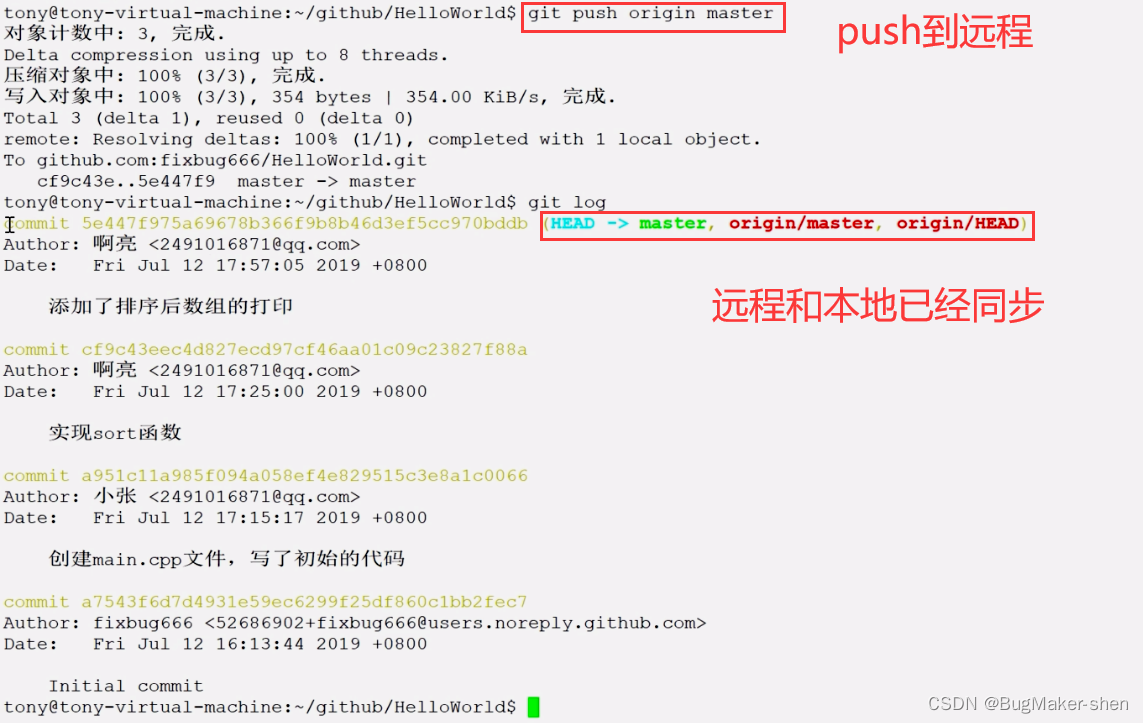 tony@tony-virtual-machine:~/github/HelloWorld$ git push origin master
push到远程
对象计数中: 3, 完成.
Delta compression using up to 8 threads.
压缩对象中: 100% (3/3), 完成.
写入对象中: 100% (3/3), 354 bytes | 354.00 KiB/s, 完成.
Total 3 (delta 1), reused 0 (delta 0)
remote: Resolving deltas: 100% (1/1), completed with 1 local object.
To github.com:fixbug666/HelloWorld.git
   cf9c43e..5e447f9  master -> master
tony@tony-virtual-machine:~/github/HelloWorld$ git log
commit 5e447f975a69678b366f9b8b46d3ef5cc970bddb (HEAD -> master, origin/master, origin/HEAD)
Author: 啊亮 <2491016871@qq.com>
Date:   Fri Jul 12 17:57:05 2019 +0800
添加了排序后数组的打印
远程和本地已经同步
commit cf9c43eec4d827ecd97cf46aa01c09c23827f88a
Author: 啊亮 <2491016871@qq.com>
Date:   Fri Jul 12 17:25:00 2019 +0800
实现sort函数
commit a951c11a985f094a058ef4e829515c3e8a1c0066
Author: 小张 <2491016871@qq.com>
Date:   Fri Jul 12 17:15:17 2019 +0800
创建main.cpp文件，写了初始的代码
commit a7543f6d7d4931e59ec6299f25df860c1bb2fec7
Author: fixbug666 <52686902+fixbug666@users.noreply.github.com>
Date:   Fri Jul 12 16:13:44 2019 +0800
Initial commit
tony@tony-virtual-machine:~/github/HelloWorld$
CSDN @BugMaker-shen